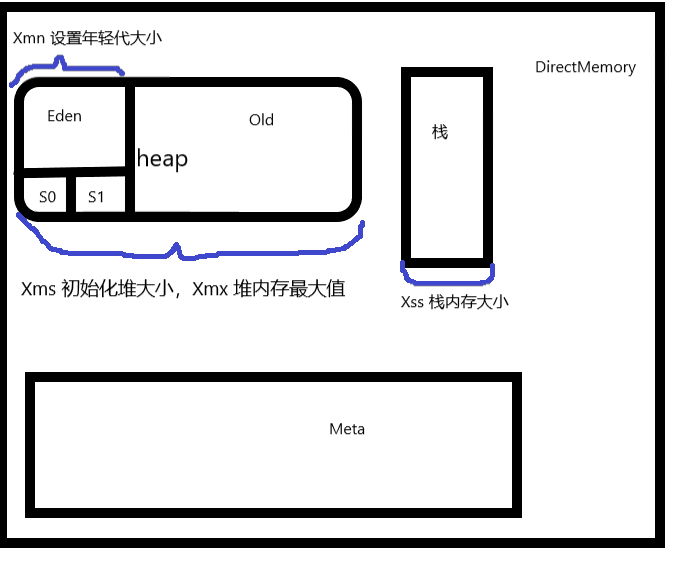 Xmn 设置年轻代大小
DirectMemory
Eden
Old
栈
heap
S0
S1
Xms 初始化堆大小，Xmx 堆内存最大值
Xss 栈内存大小
Meta